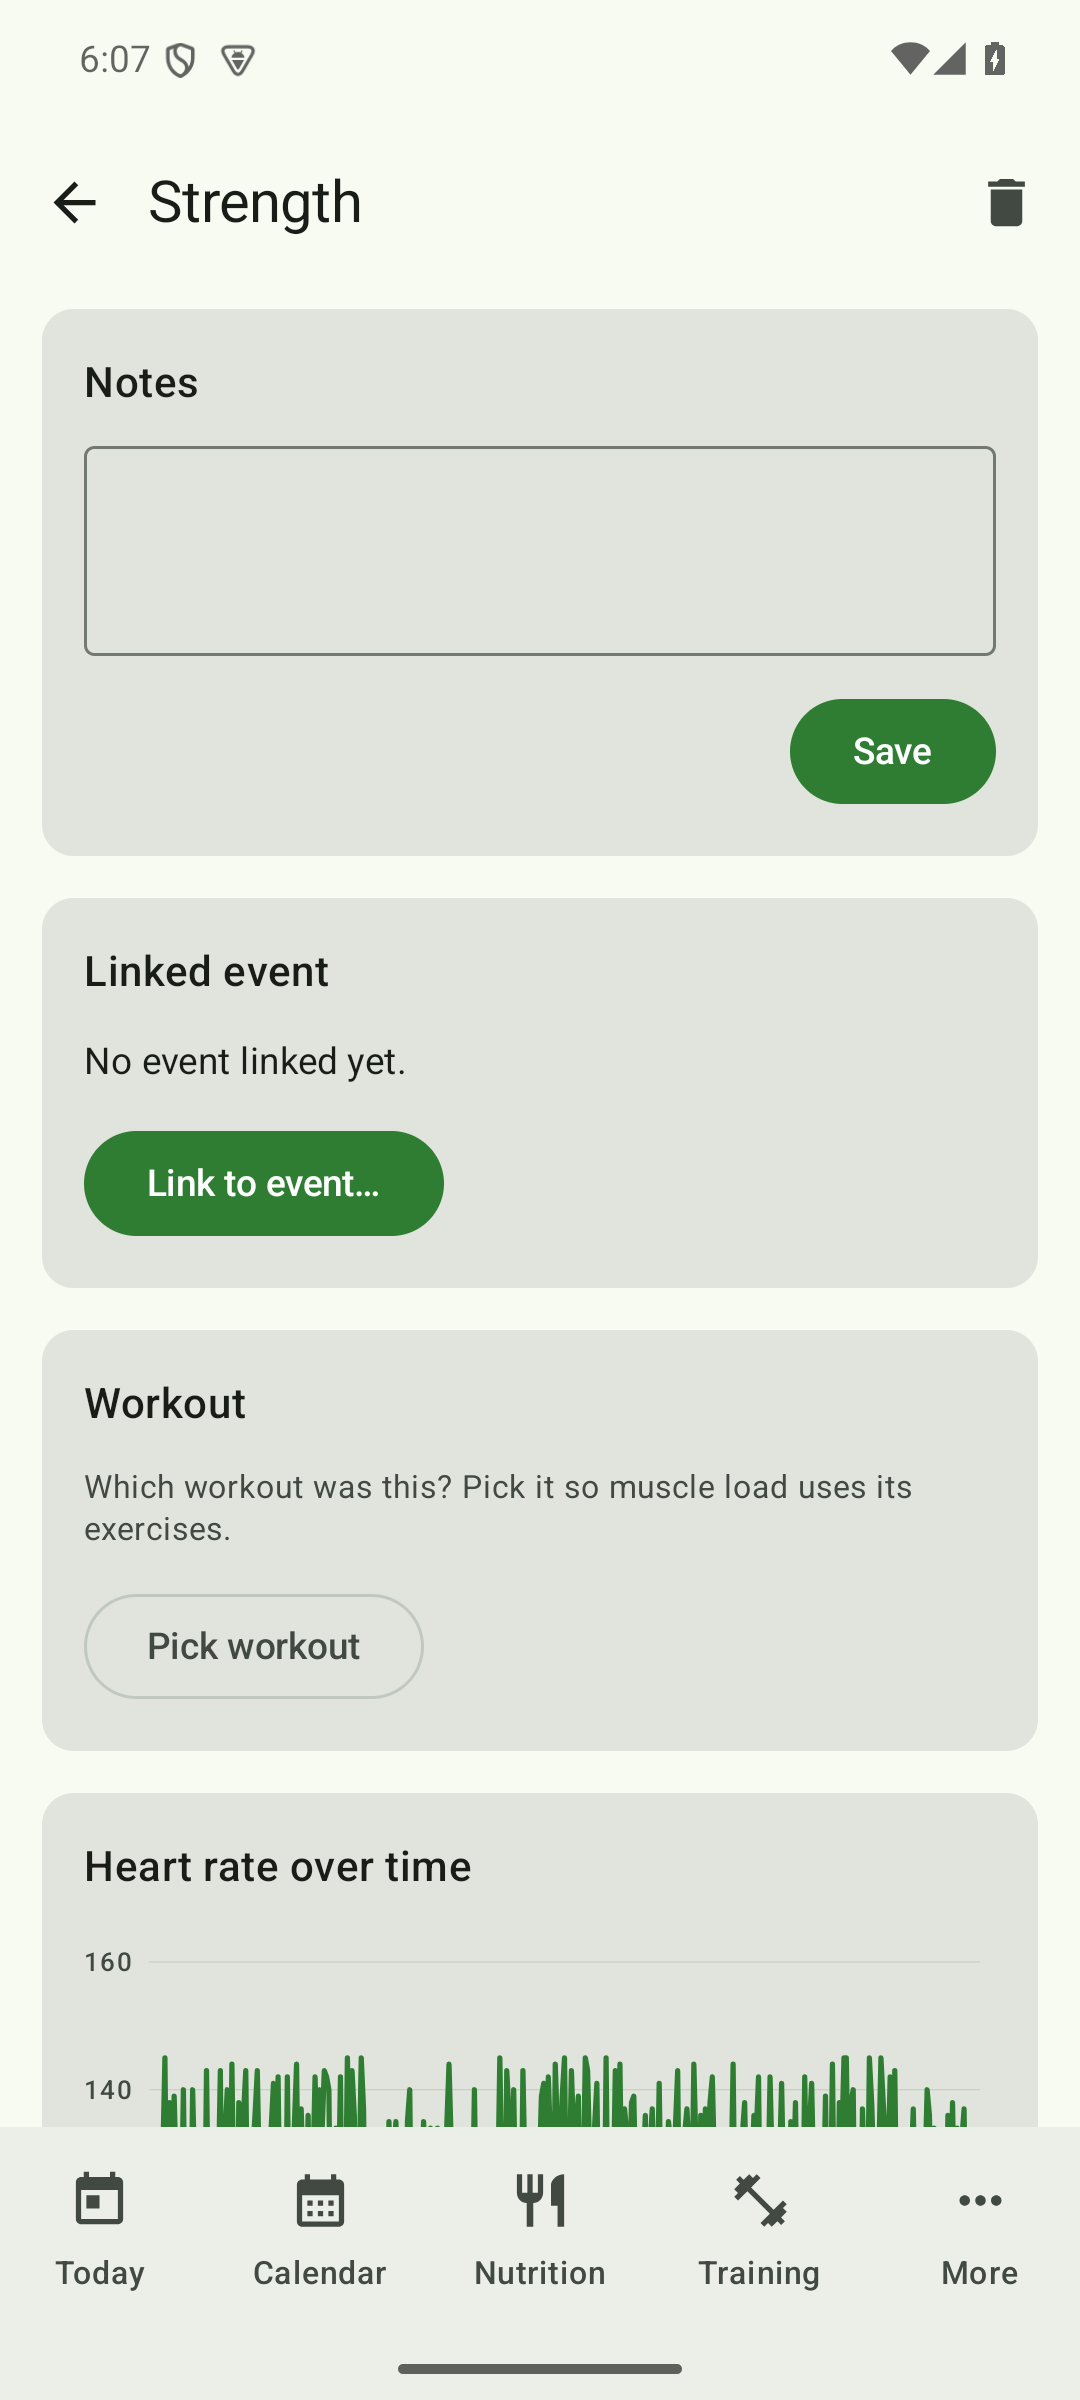 6:07
Strength
Notes
Save
Linked event
No event linked yet.
Link to event…
Workout
Which workout was this? Pick it so muscle load uses its
exercises.
Pick workout
Heart rate over time
160
140
Today
Calendar
Nutrition
Training
More